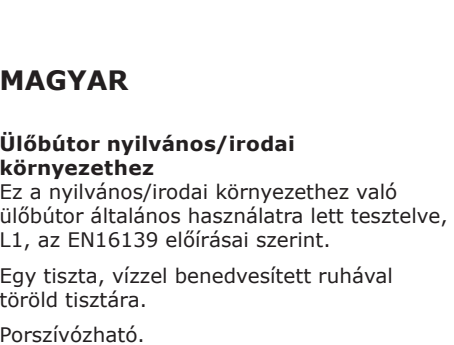 MAGYAR
Ülőbútor nyilvános/irodai
környezethez
Ez a nyilvános/irodai környezethez való
ülőbútor általános használatra lett tesztelve,
L1, az EN16139 előírásai szerint.
Egy tiszta, vízzel benedvesített ruhával
töröld tisztára.
Porszívózható.